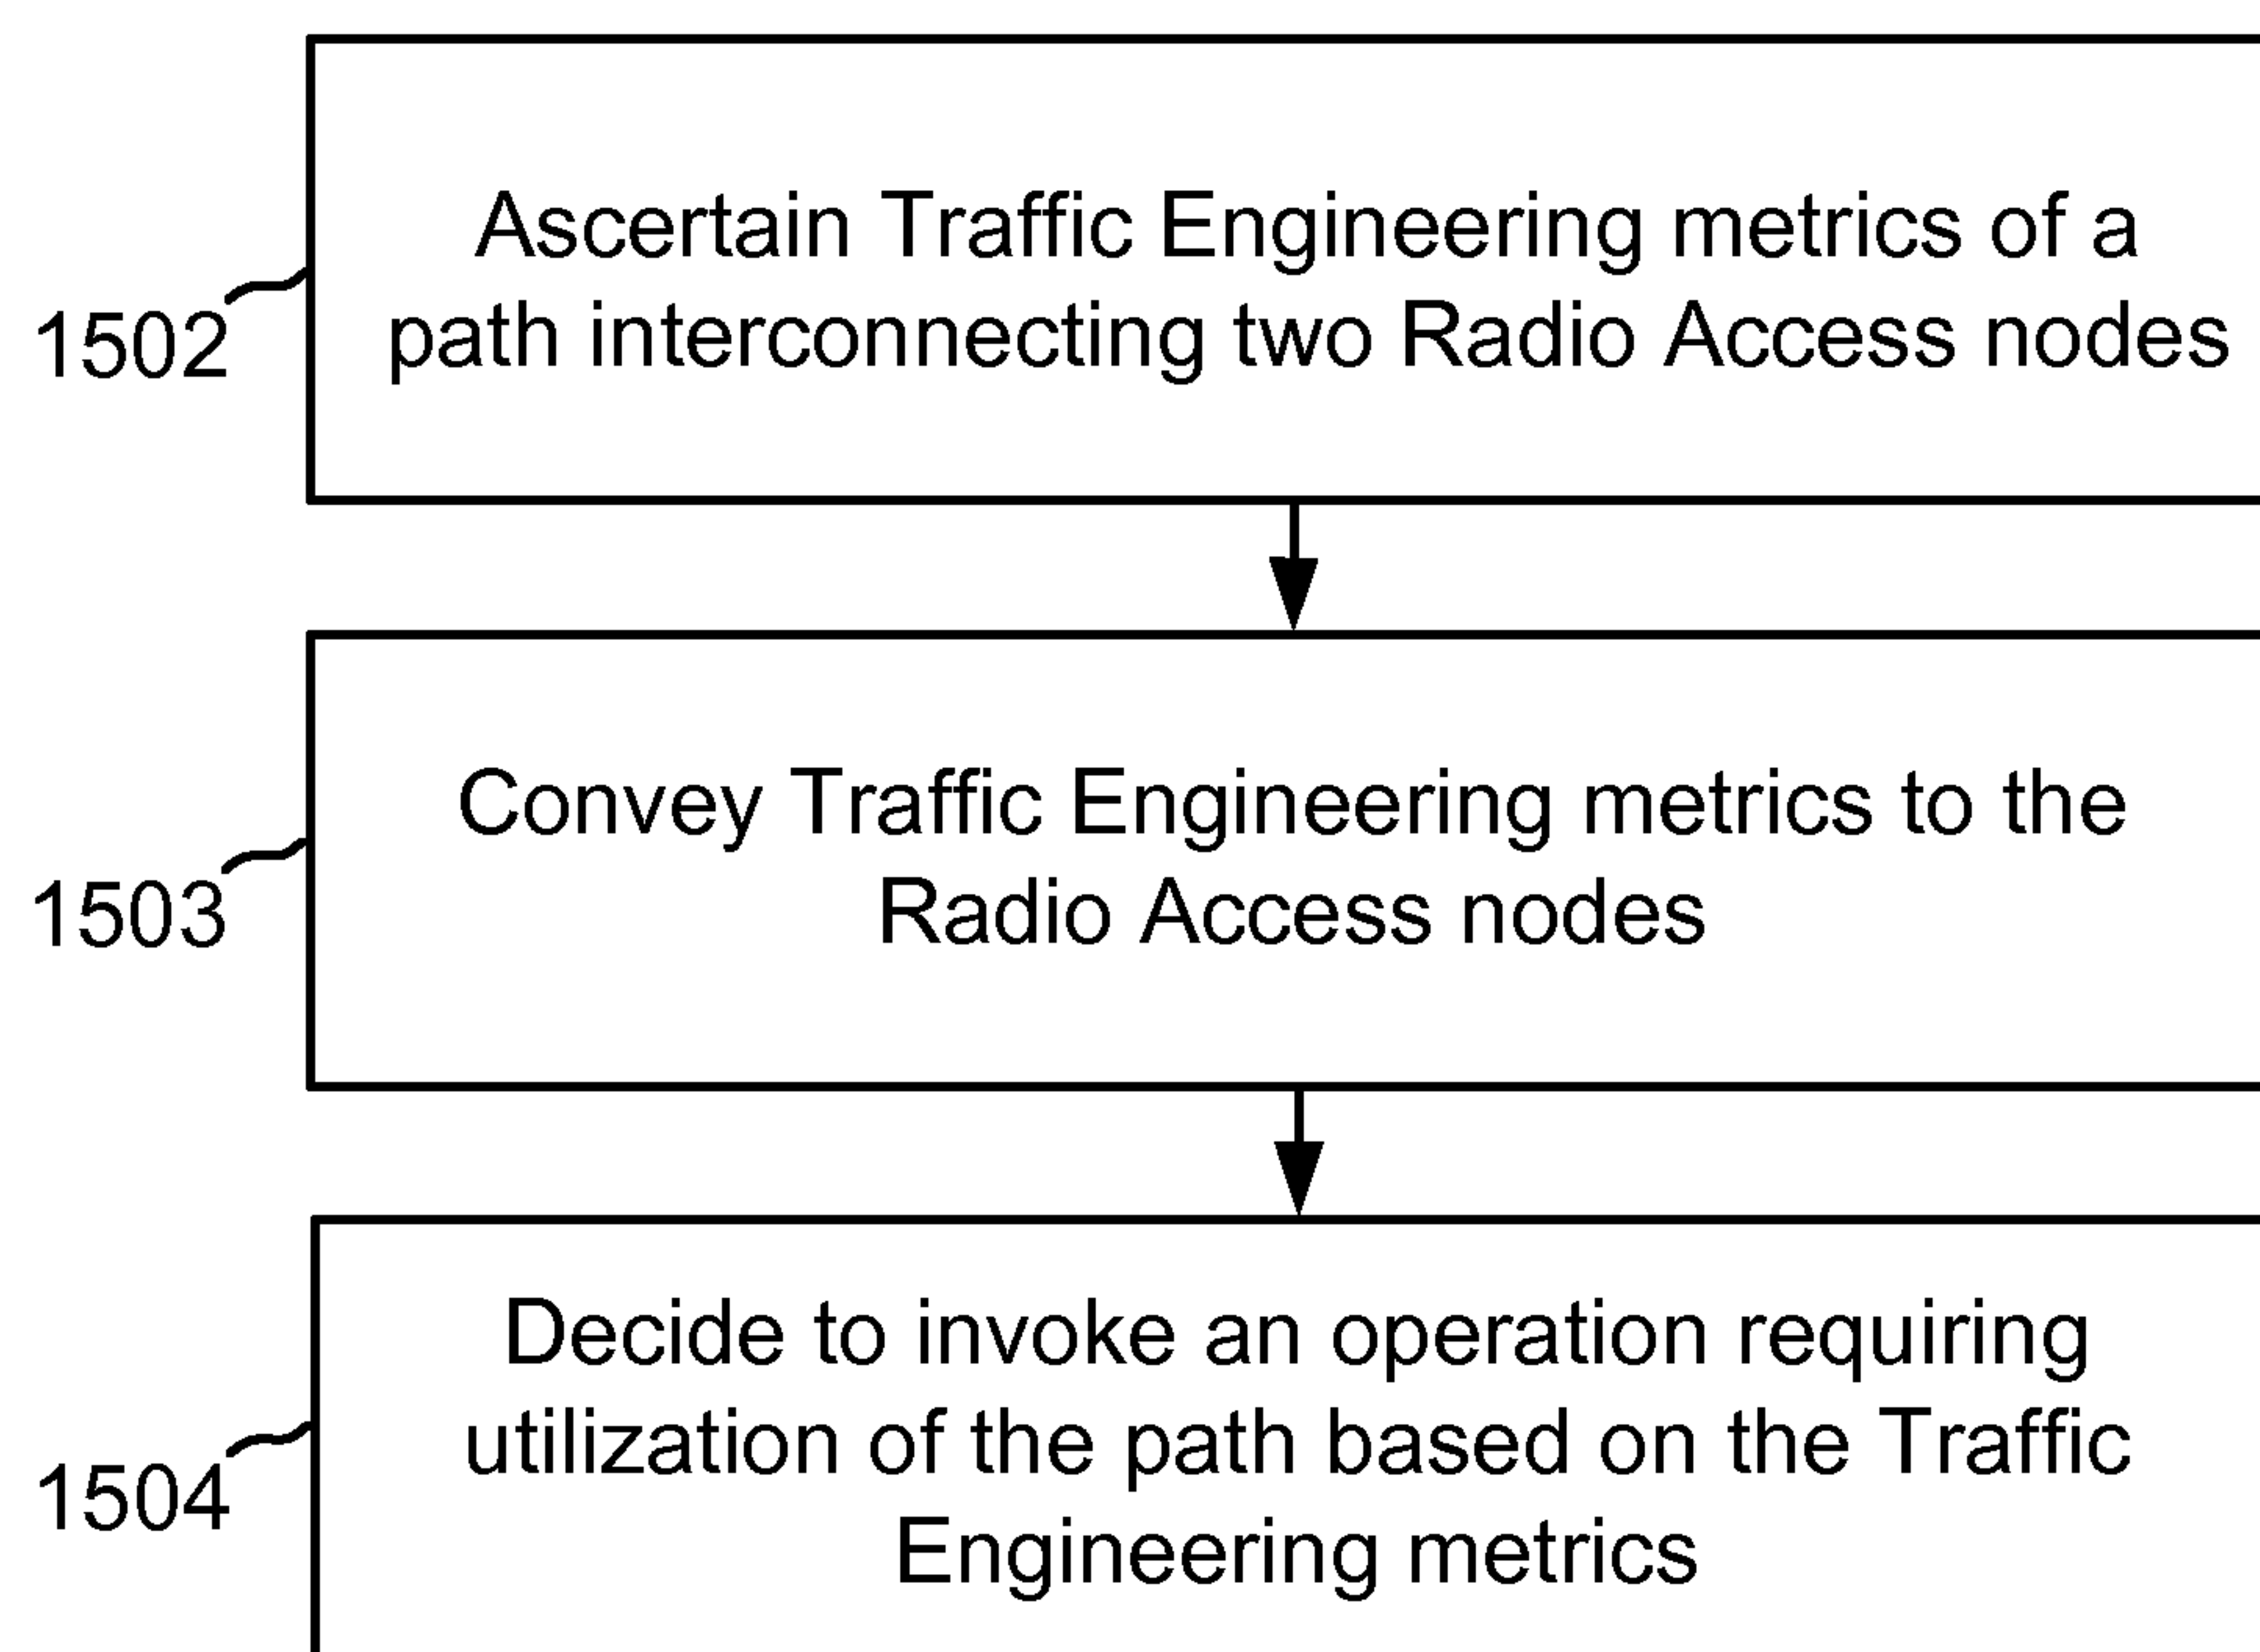 Ascertain Traffic Engineering metrics of a
path interconnecting two Radio Access nodes
1502
Convey Traffic Engineering metrics to the
Radio Access nodes
1503
Decide to invoke an operation requiring
utilization of the path based on the Traffic
Engineering metrics
1504